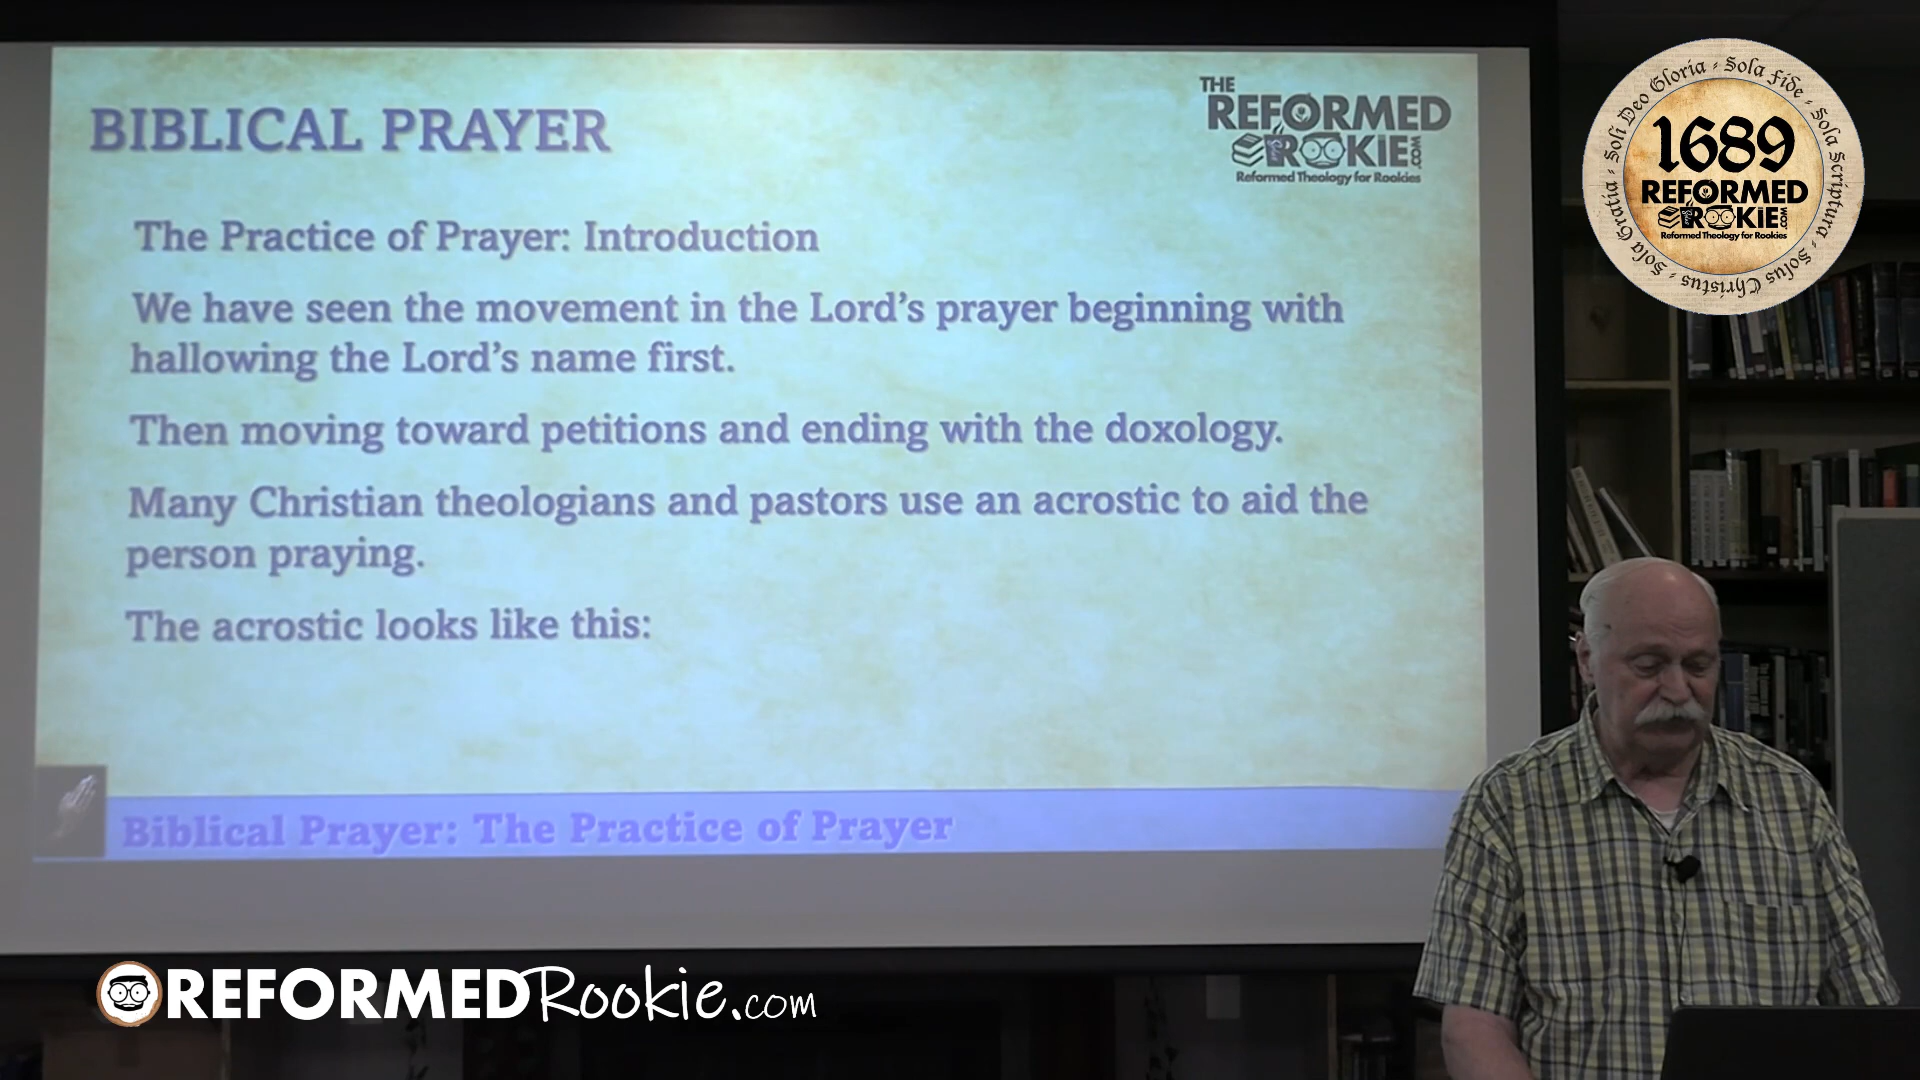 BIBLICAL PRAYER
THE
REFORMED
ROOKIE.COM
Reformed Theology for Rookies
The Practice of Prayer: Introduction
We have seen the movement in the Lord’s prayer beginning with
hallowing the Lord’s name first.
Then moving toward petitions and ending with the doxology.
Many Christian theologians and pastors use an acrostic to aid the
person praying.
The acrostic looks like this:
Biblical Prayer: The Practice of Prayer
Soli Deo Gloria - Sola Fide - Sola Scriptura - Solus Christus - Sola Gratia -
1689
REFORMED
ROOKIE.COM
Reformed Theology for Rookies
REFORMEDRookie.com